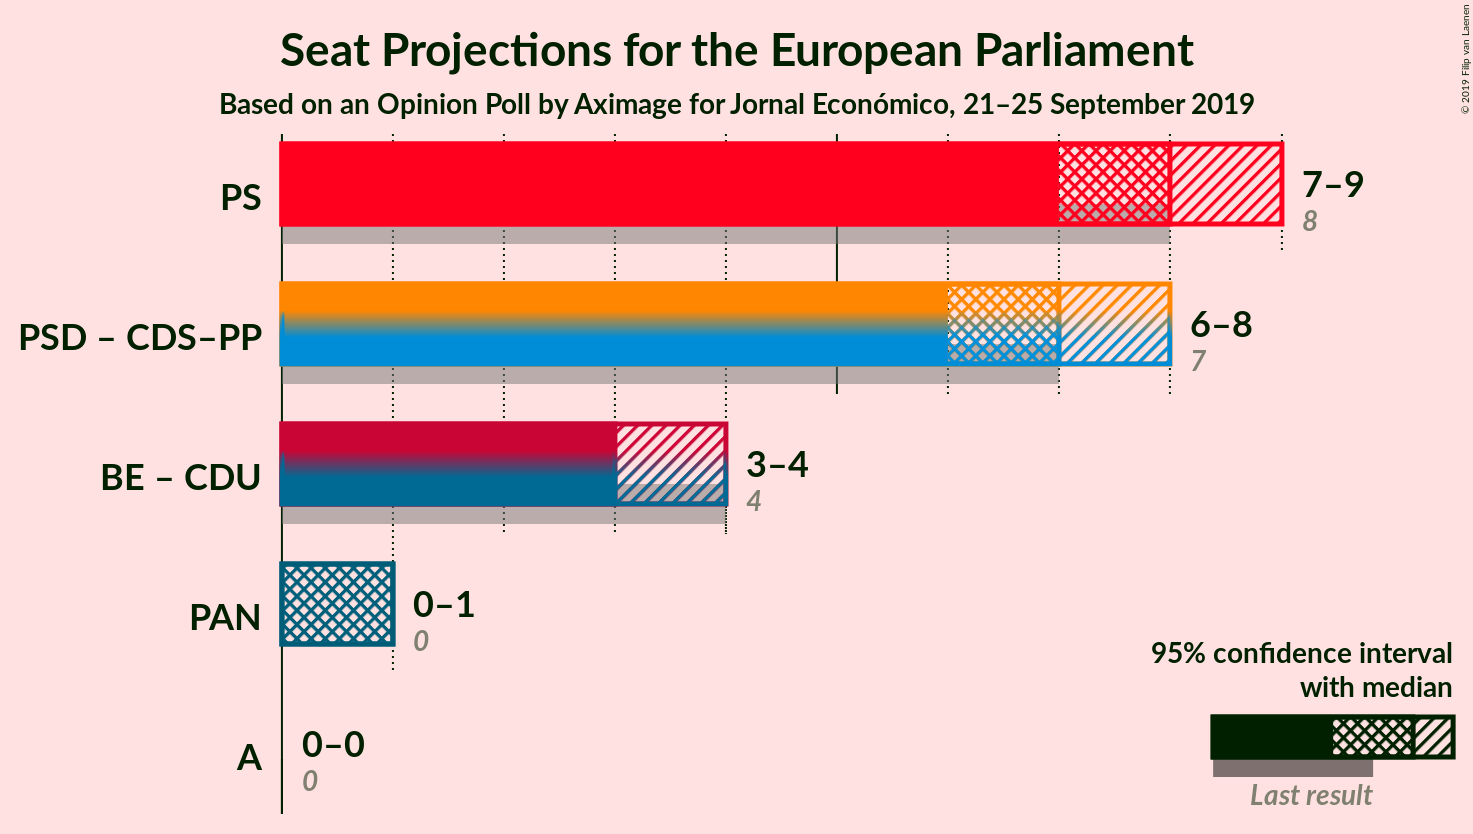 Seat Projections for the European Parliament
Based on an Opinion Poll by Aximage for Jornal Económico, 21–25 September 2019
© 2019 Filip van Laenen
PS
7–9
8
PSD – CDS–PP
6–8
7
BE – CDU
3–4
4
PAN
0–1
0
A
0–0
0
95% confidence interval
with median
Last result